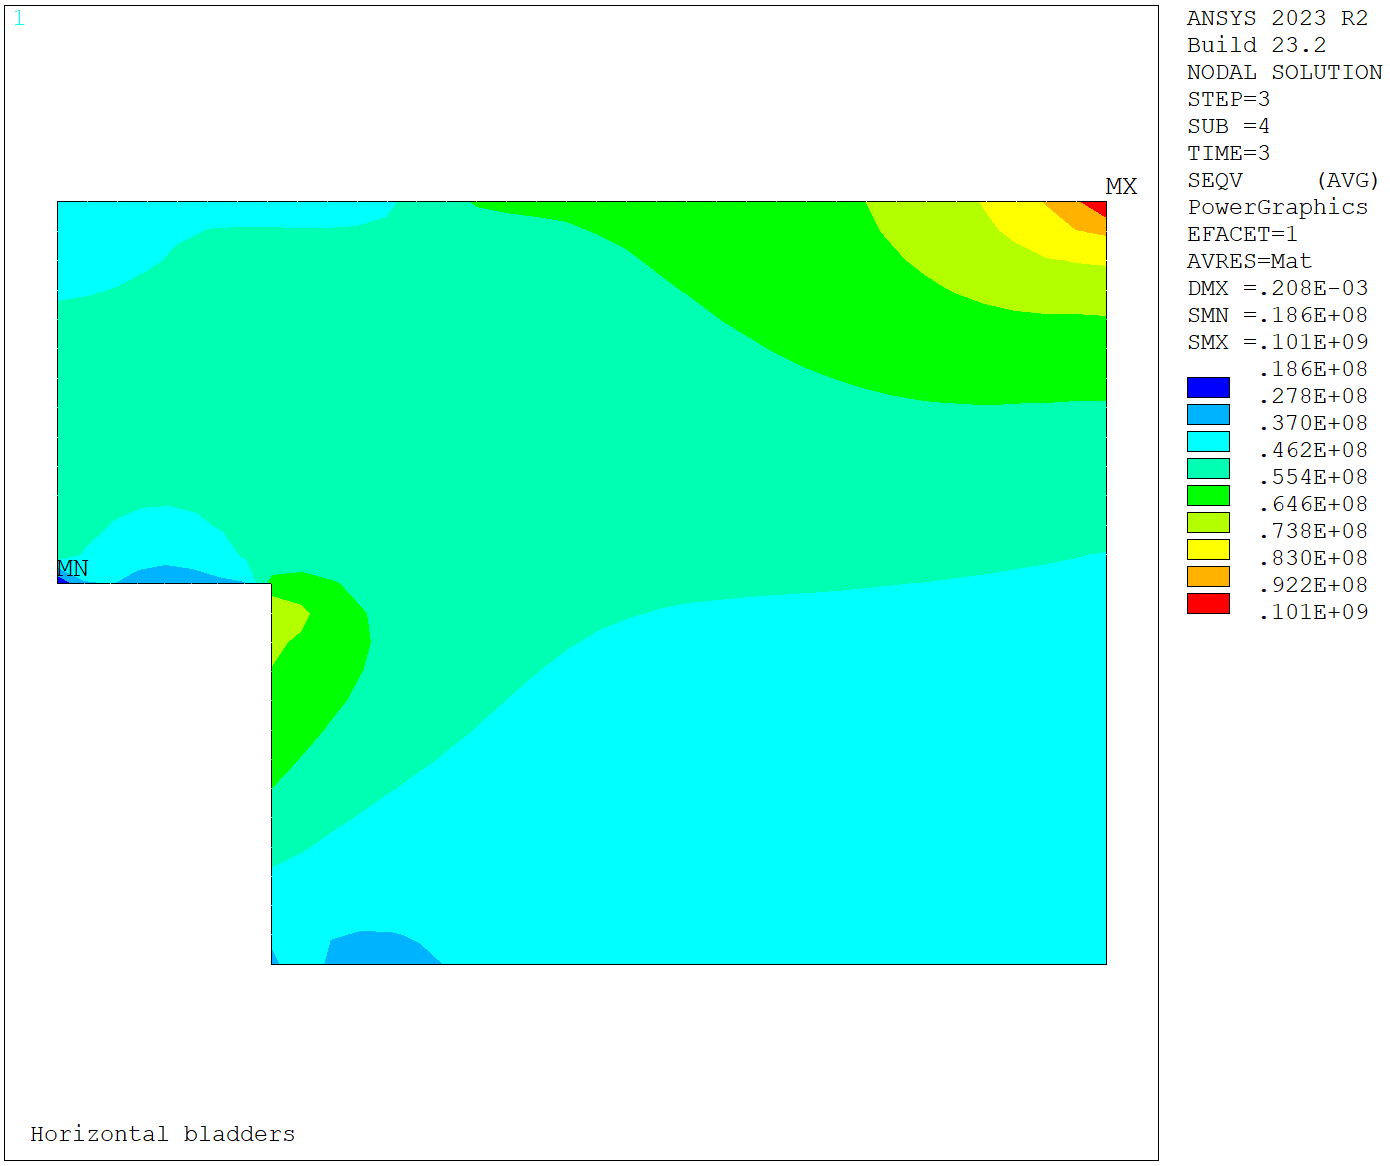 1
ANSYS 2023 R2
Build 23.2
NODAL SOLUTION
STEP=3
SUB =4
TIME=3
SEQV (AVG)
PowerGraphics
EFACET=1
AVRES=Mat
DMX =.208E-03
SMN =.186E+08
SMX =.101E+09
.186E+08
.278E+08
.370E+08
.462E+08
.554E+08
.646E+08
.738E+08
.830E+08
.922E+08
.101E+09
MX
MN
Horizontal bladders